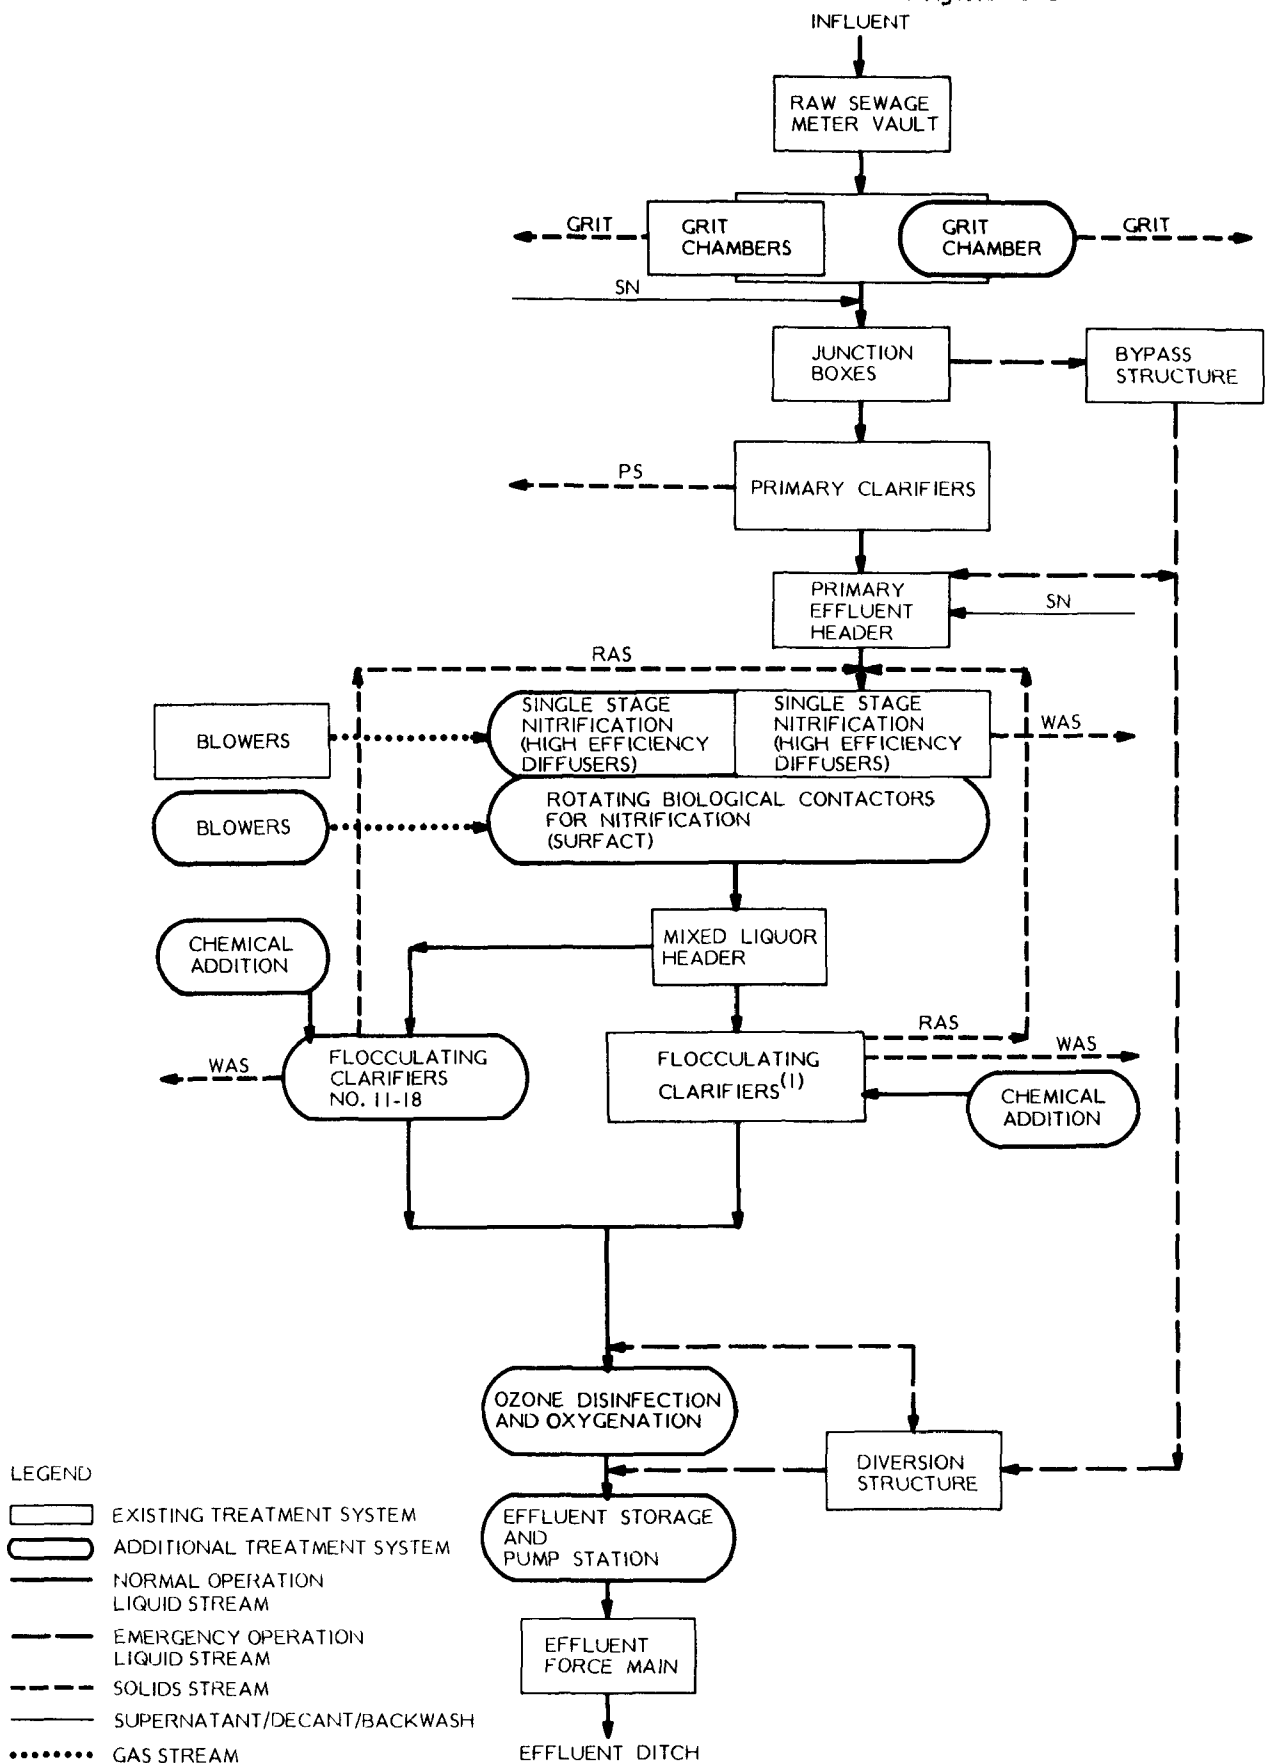 INFLUENT
RAW SEWAGE
METER VAULT
GRIT
GRIT
CHAMBERS
GRIT
CHAMBER
GRIT
SN
JUNCTION
BOXES
BYPASS
STRUCTURE
PS
PRIMARY CLARIFIERS
PRIMARY
EFFLUENT
HEADER
SN
RAS
SINGLE STAGE
NITRIFICATION
(HIGH EFFICIENCY
DIFFUSERS)
SINGLE STAGE
NITRIFICATION
(HIGH EFFICIENCY
DIFFUSERS)
WAS
BLOWERS
BLOWERS
ROTATING BIOLOGICAL CONTACTORS
FOR NITRIFICATION
(SURFACT)
MIXED LIQUOR
HEADER
CHEMICAL
ADDITION
WAS
FLOCCULATING
CLARIFIERS
NO. 11-18
FLOCCULATING
CLARIFIERS(1)
RAS
WAS
CHEMICAL
ADDITION
OZONE DISINFECTION
AND OXYGENATION
DIVERSION
STRUCTURE
EFFLUENT STORAGE
AND
PUMP STATION
EFFLUENT
FORCE MAIN
EFFLUENT DITCH
LEGEND
EXISTING TREATMENT SYSTEM
ADDITIONAL TREATMENT SYSTEM
NORMAL OPERATION
LIQUID STREAM
EMERGENCY OPERATION
LIQUID STREAM
SOLIDS STREAM
SUPERNATANT/DECANT/BACKWASH
GAS STREAM